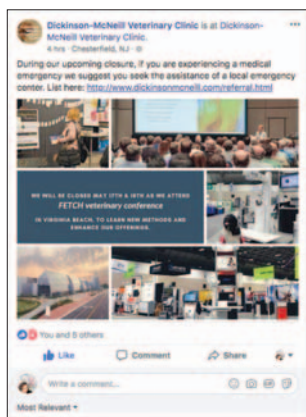 Dickinson-McNeill Veterinary Clinic is at Dickinson-
McNeill Veterinary Clinic.
4 hrs · Chesterfield, NJ ·
During our upcoming closure, if you are experiencing a medical
emergency we suggest you seek the assistance of a local emergency
center. List here: http://www.dickinsonmcneill.com/referral.html
WE WILL BE CLOSED MAY 17TH & 18TH AS WE ATTEND
FETCH veterinary conference
IN VIRGINIA BEACH, TO LEARN NEW METHODS AND
ENHANCE OUR OFFERINGS.
You and 5 others
Like Comment Share
Write a comment...
GIF
Most Relevant